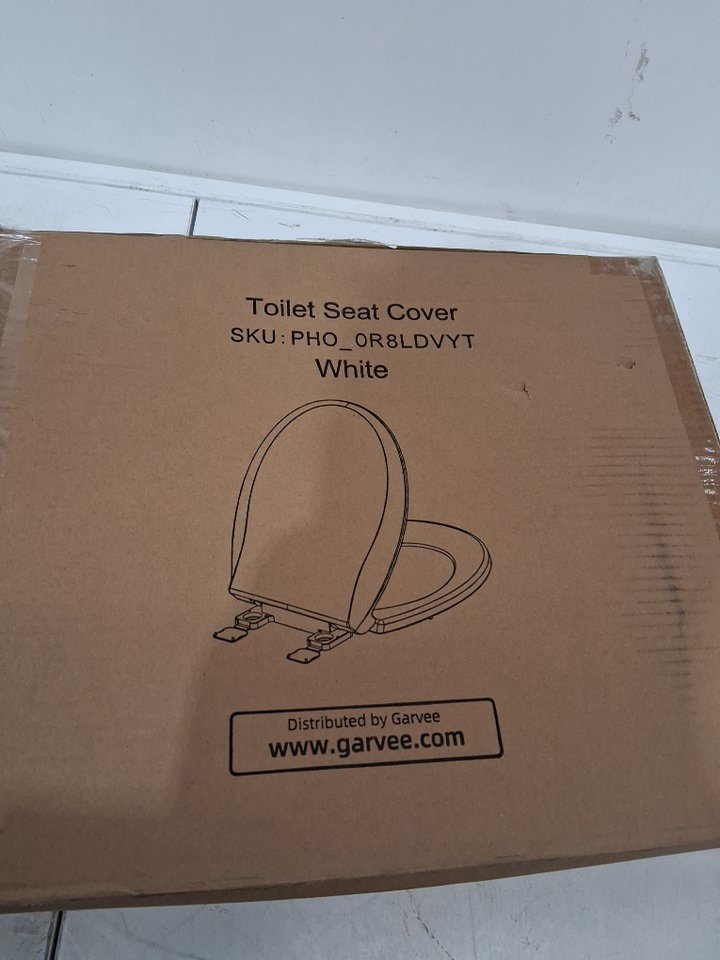 Toilet Seat Cover
SKU:PHO_0R8LDVYT
White
Distributed by Garvee
www.garvee.com